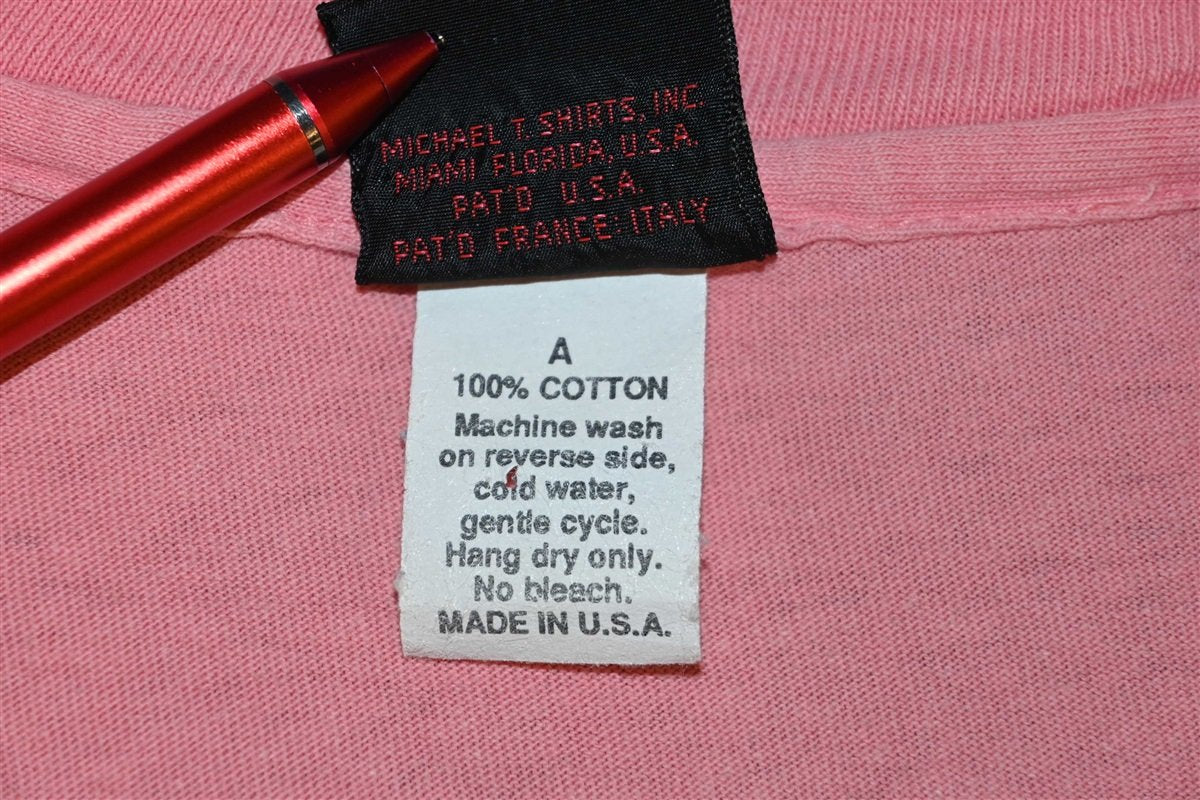 MICHAEL T. SHIRTS, INC.
MIAMI FLORIDA, U.S.A.
PAT'D U.S.A.
PAT'D FRANCE: ITALY
A
100% COTTON
Machine wash
on reverse side,
cold water,
gentle cycle.
Hang dry only.
No bleach.
MADE IN U.S.A.